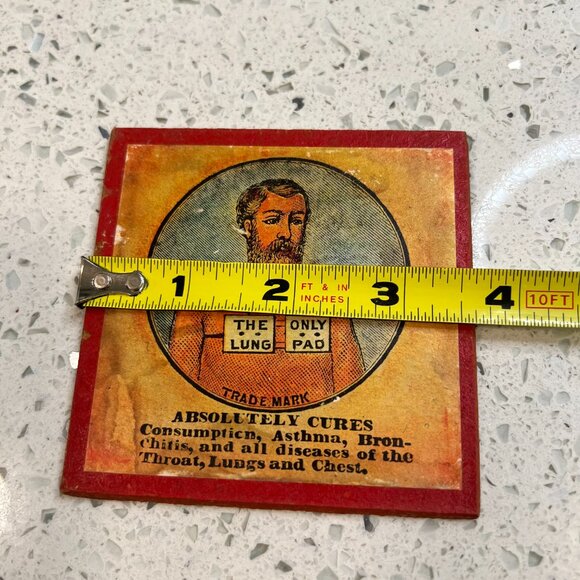 1 2 FT & IN 3 4 10FT
INCHES
THE ONLY
LUNG PAD
TRADE MARK
ABSOLUTELY CURES
Consumption, Asthma, Bron-
chitis, and all diseases of the
Throat, Lungs and Chest.